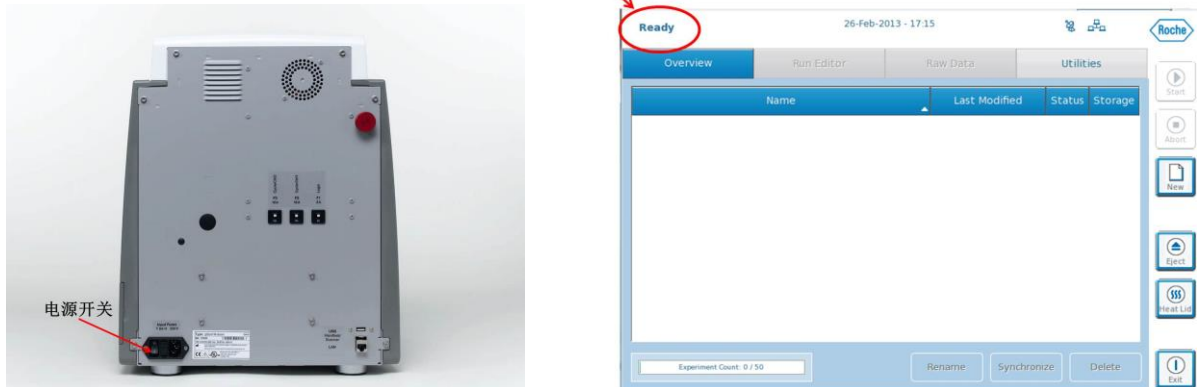 电源开关
Ready
26-Feb-2013 - 17:15
Roche
Overview
Run Editor
Raw Data
Utilities
Name
Last Modified
Status
Storage
Start
Abort
New
Eject
Heat Lid
Experiment Count: 0 / 50
Rename
Synchronize
Delete
Exit